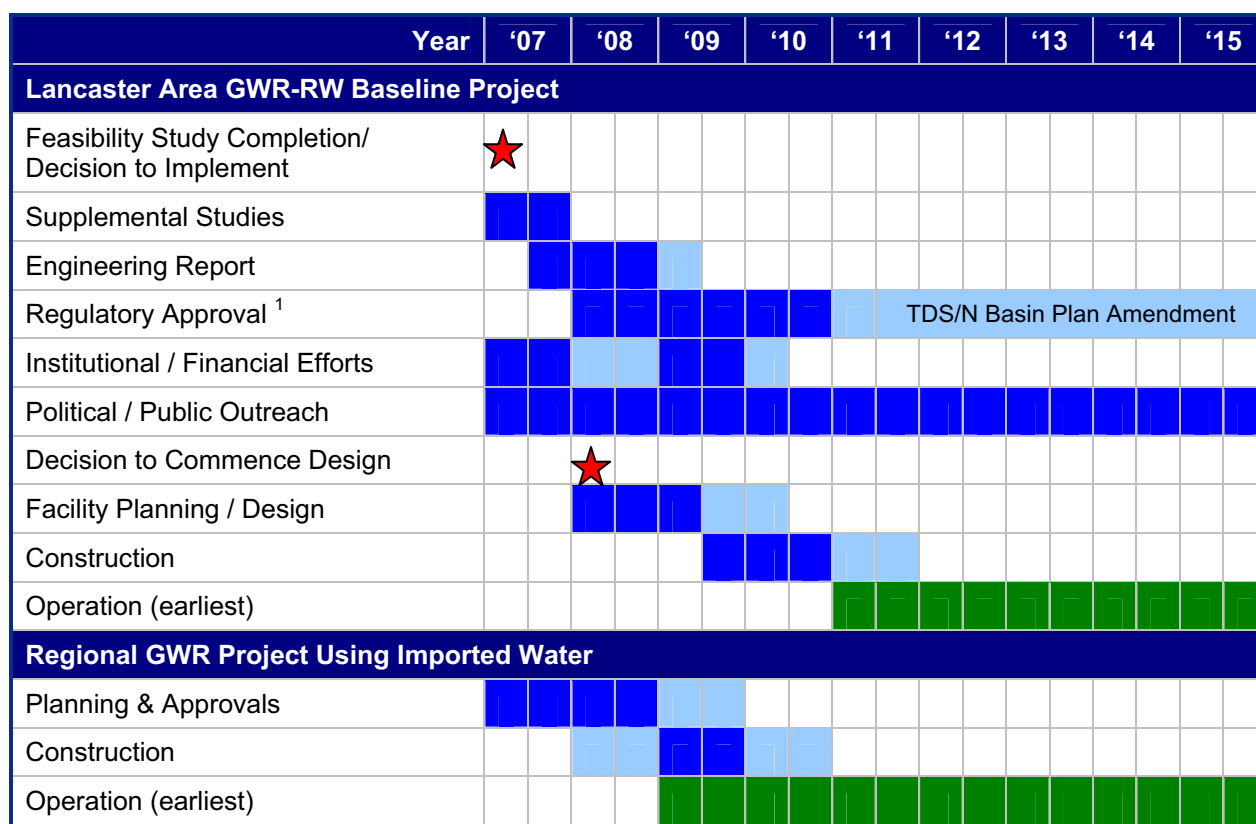 Year ‘07 ‘08 ‘09 ‘10 ‘11 ‘12 ‘13 ‘14 ‘15
Lancaster Area GWR-RW Baseline Project
Feasibility Study Completion/
Decision to Implement
Supplemental Studies
Engineering Report
Regulatory Approval 1 TDS/N Basin Plan Amendment
Institutional / Financial Efforts
Political / Public Outreach
Decision to Commence Design
Facility Planning / Design
Construction
Operation (earliest)
Regional GWR Project Using Imported Water
Planning & Approvals
Construction
Operation (earliest)